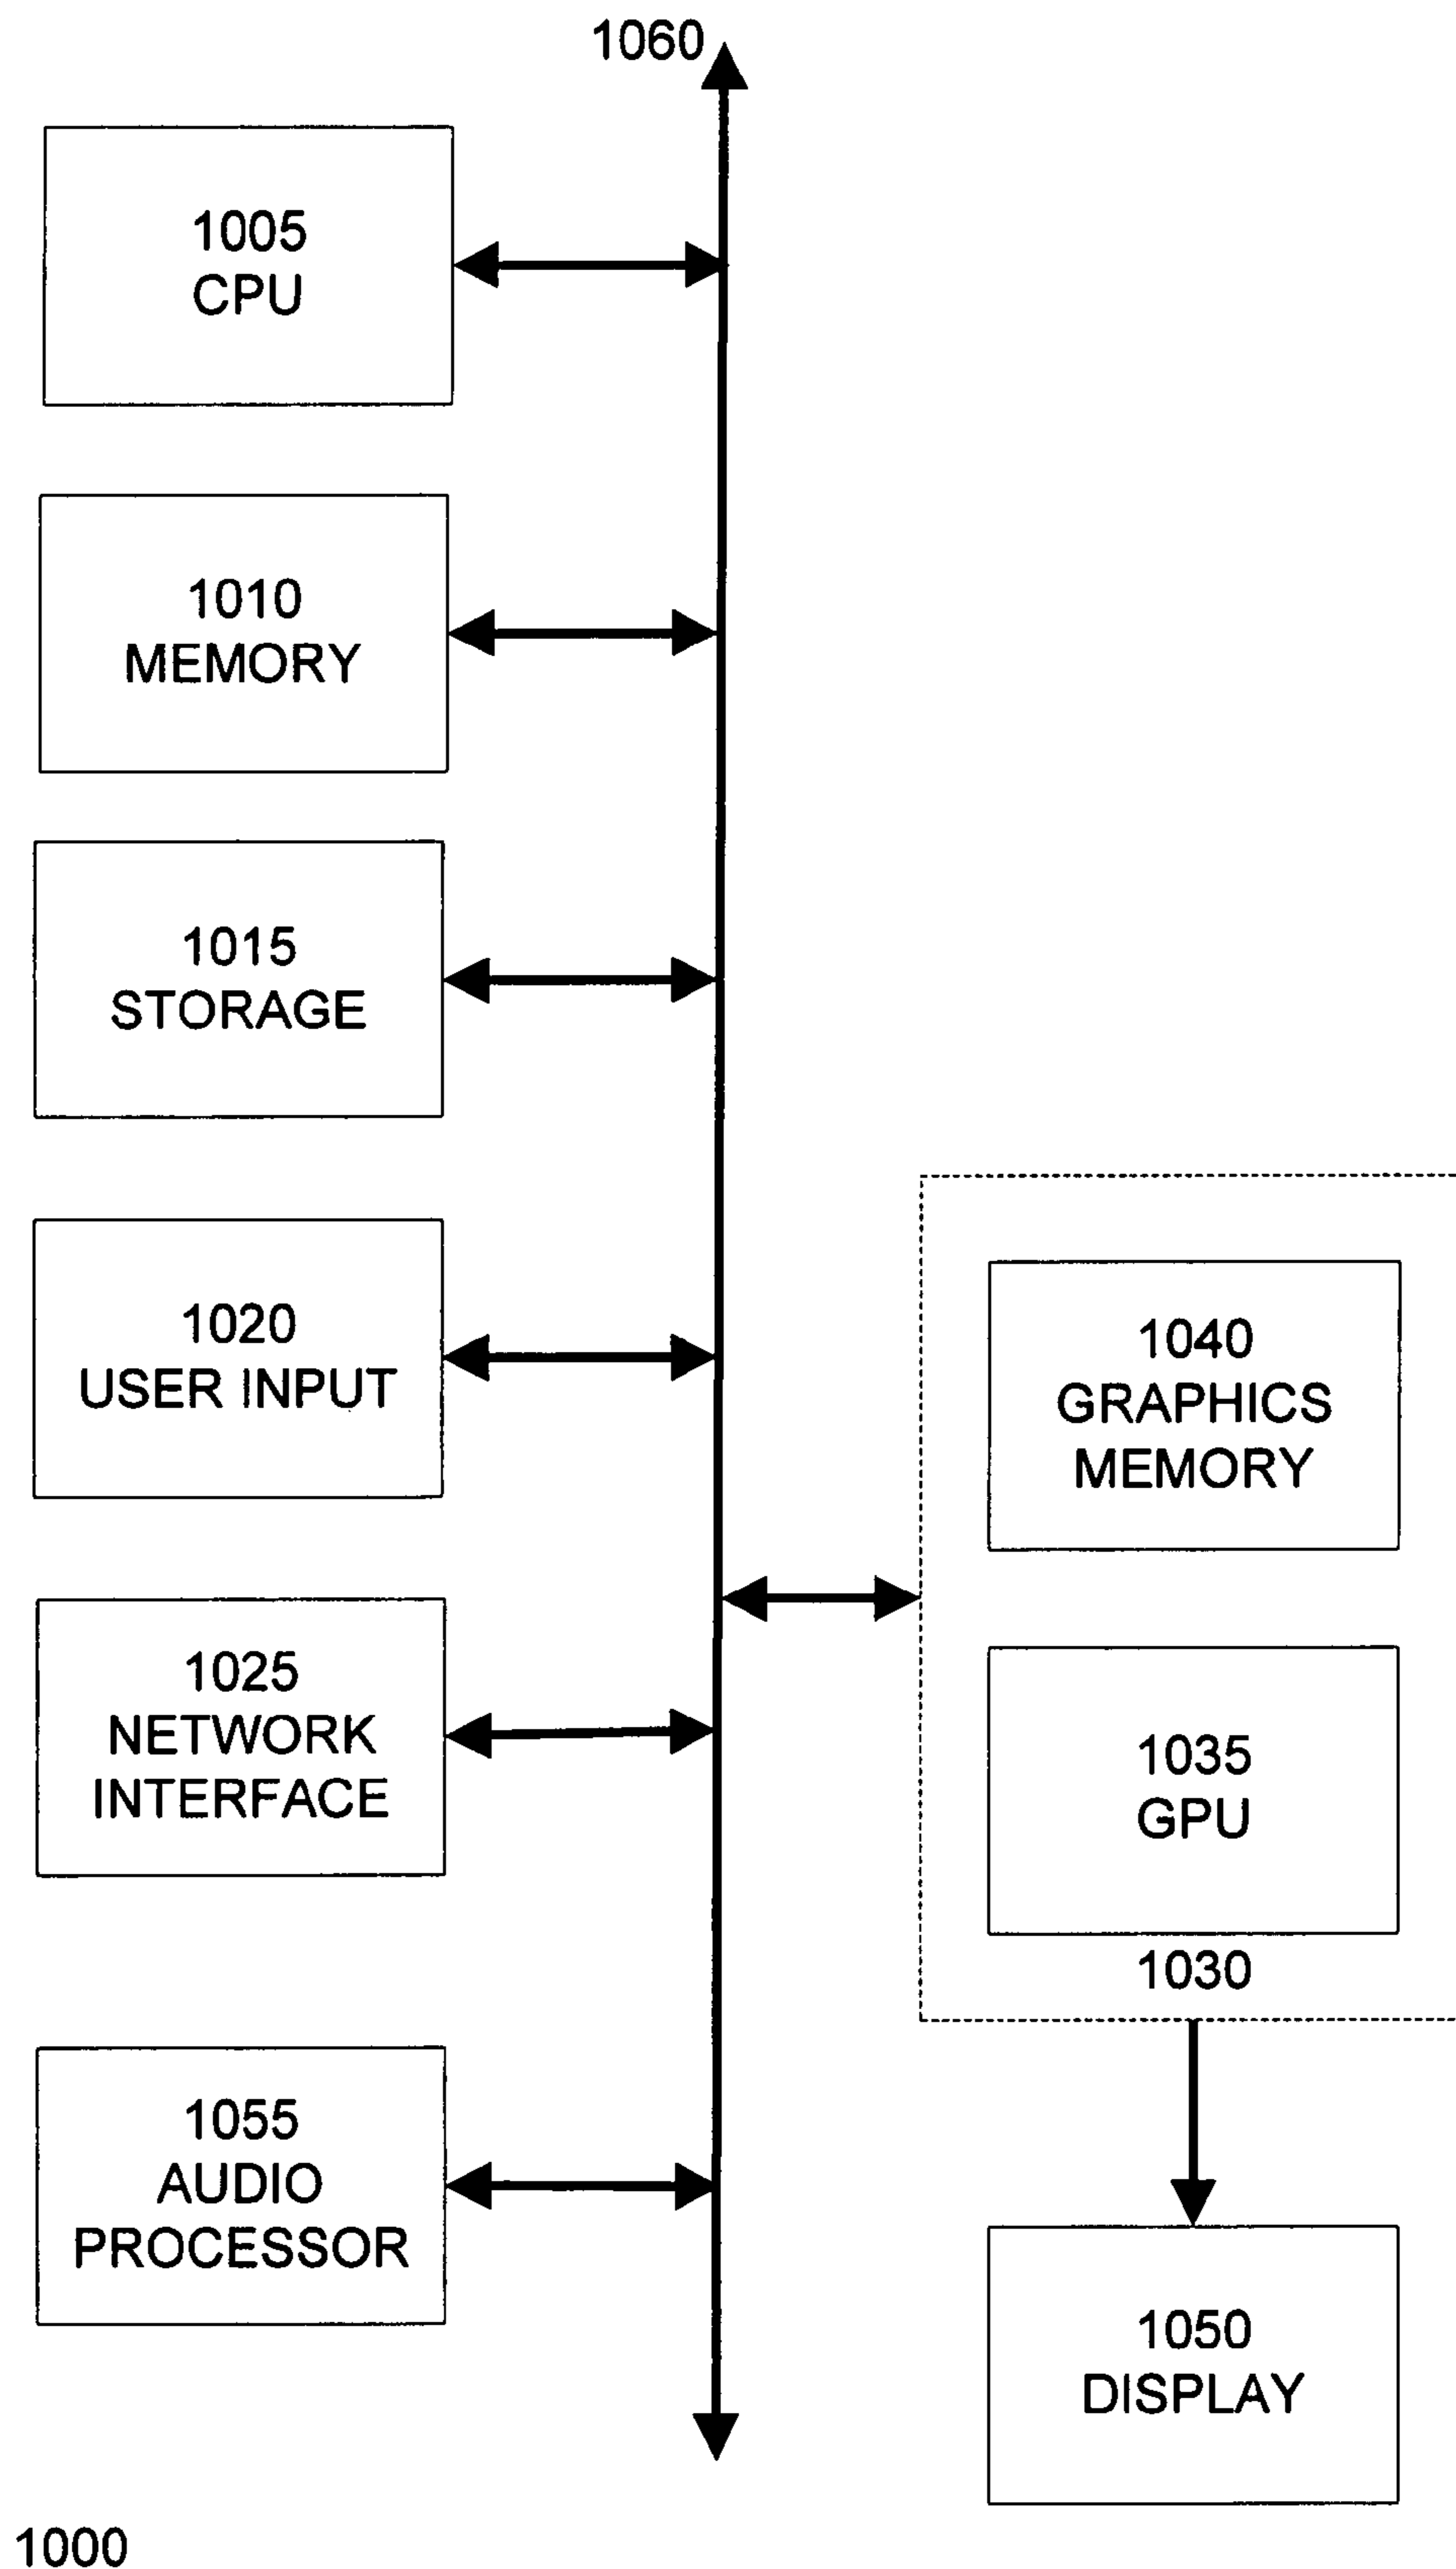 1060
1005
CPU
1010
MEMORY
1015
STORAGE
1020
USER INPUT
1025
NETWORK
INTERFACE
1055
AUDIO
PROCESSOR
1040
GRAPHICS
MEMORY
1035
GPU
1030
1050
DISPLAY
1000